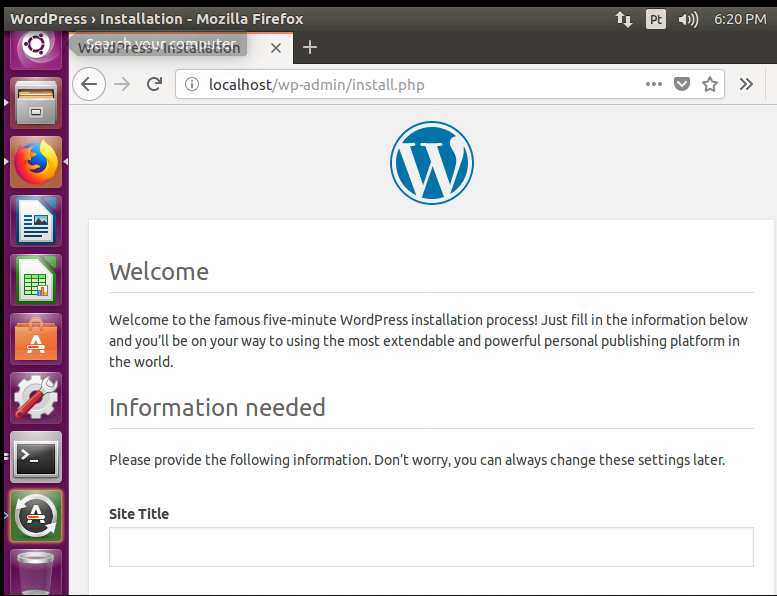 WordPress › Installation - Mozilla Firefox
Pt
6:20 PM
Search your computer
WordPress › Installation
localhost/wp-admin/install.php
Welcome
Welcome to the famous five-minute WordPress installation process! Just fill in the information below
and you’ll be on your way to using the most extendable and powerful personal publishing platform in
the world.
Information needed
Please provide the following information. Don’t worry, you can always change these settings later.
Site Title